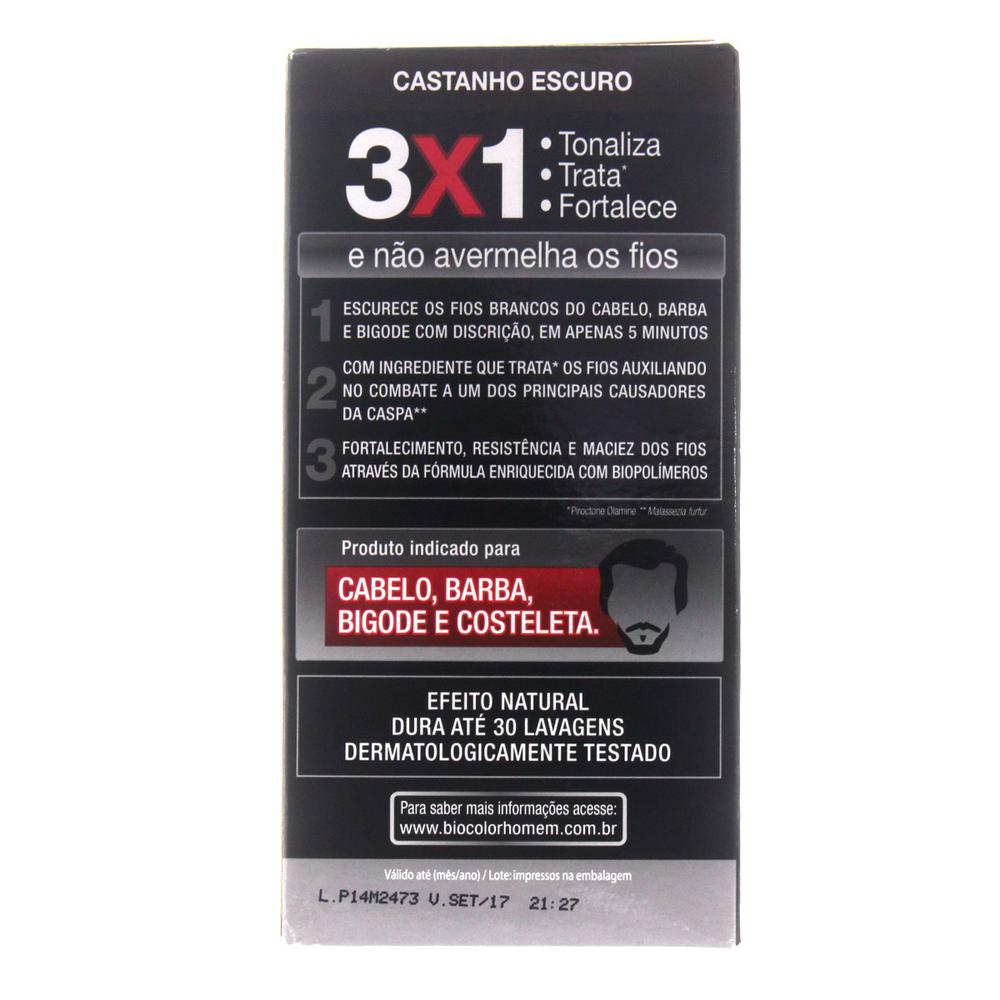 CASTANHO ESCURO
3X1
• Tonaliza
• Trata*
• Fortalece
e não avermelha os fios
1 ESCURECE OS FIOS BRANCOS DO CABELO, BARBA
E BIGODE COM DISCRIÇÃO, EM APENAS 5 MINUTOS
2 COM INGREDIENTE QUE TRATA* OS FIOS AUXILIANDO
NO COMBATE A UM DOS PRINCIPAIS CAUSADORES
DA CASPA**
3 FORTALECIMENTO, RESISTÊNCIA E MACIEZ DOS FIOS
ATRAVÉS DA FÓRMULA ENRIQUECIDA COM BIOPOLÍMEROS
*Piroctone Olamine ** Malassezia furfur
Produto indicado para
CABELO, BARBA,
BIGODE E COSTELETA.
EFEITO NATURAL
DURA ATÉ 30 LAVAGENS
DERMATOLOGICAMENTE TESTADO
Para saber mais informações acesse:
www.biocolorhomem.com.br
Válido até (mês/ano) / Lote: impressos na embalagem
L.P14M2473 V.SET/17 21:27